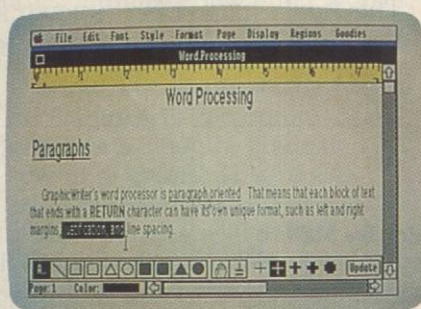 File Edit Font Style Format Page Display Regions Goodies
Word.Processing
Word Processing
Paragraphs
GraphicWriter's word processor is paragraph oriented. That means that each block of text
that ends with a RETURN character can have its own unique format, such as left and right
margins, justification, and line spacing.
Update
Page: 1 Color: